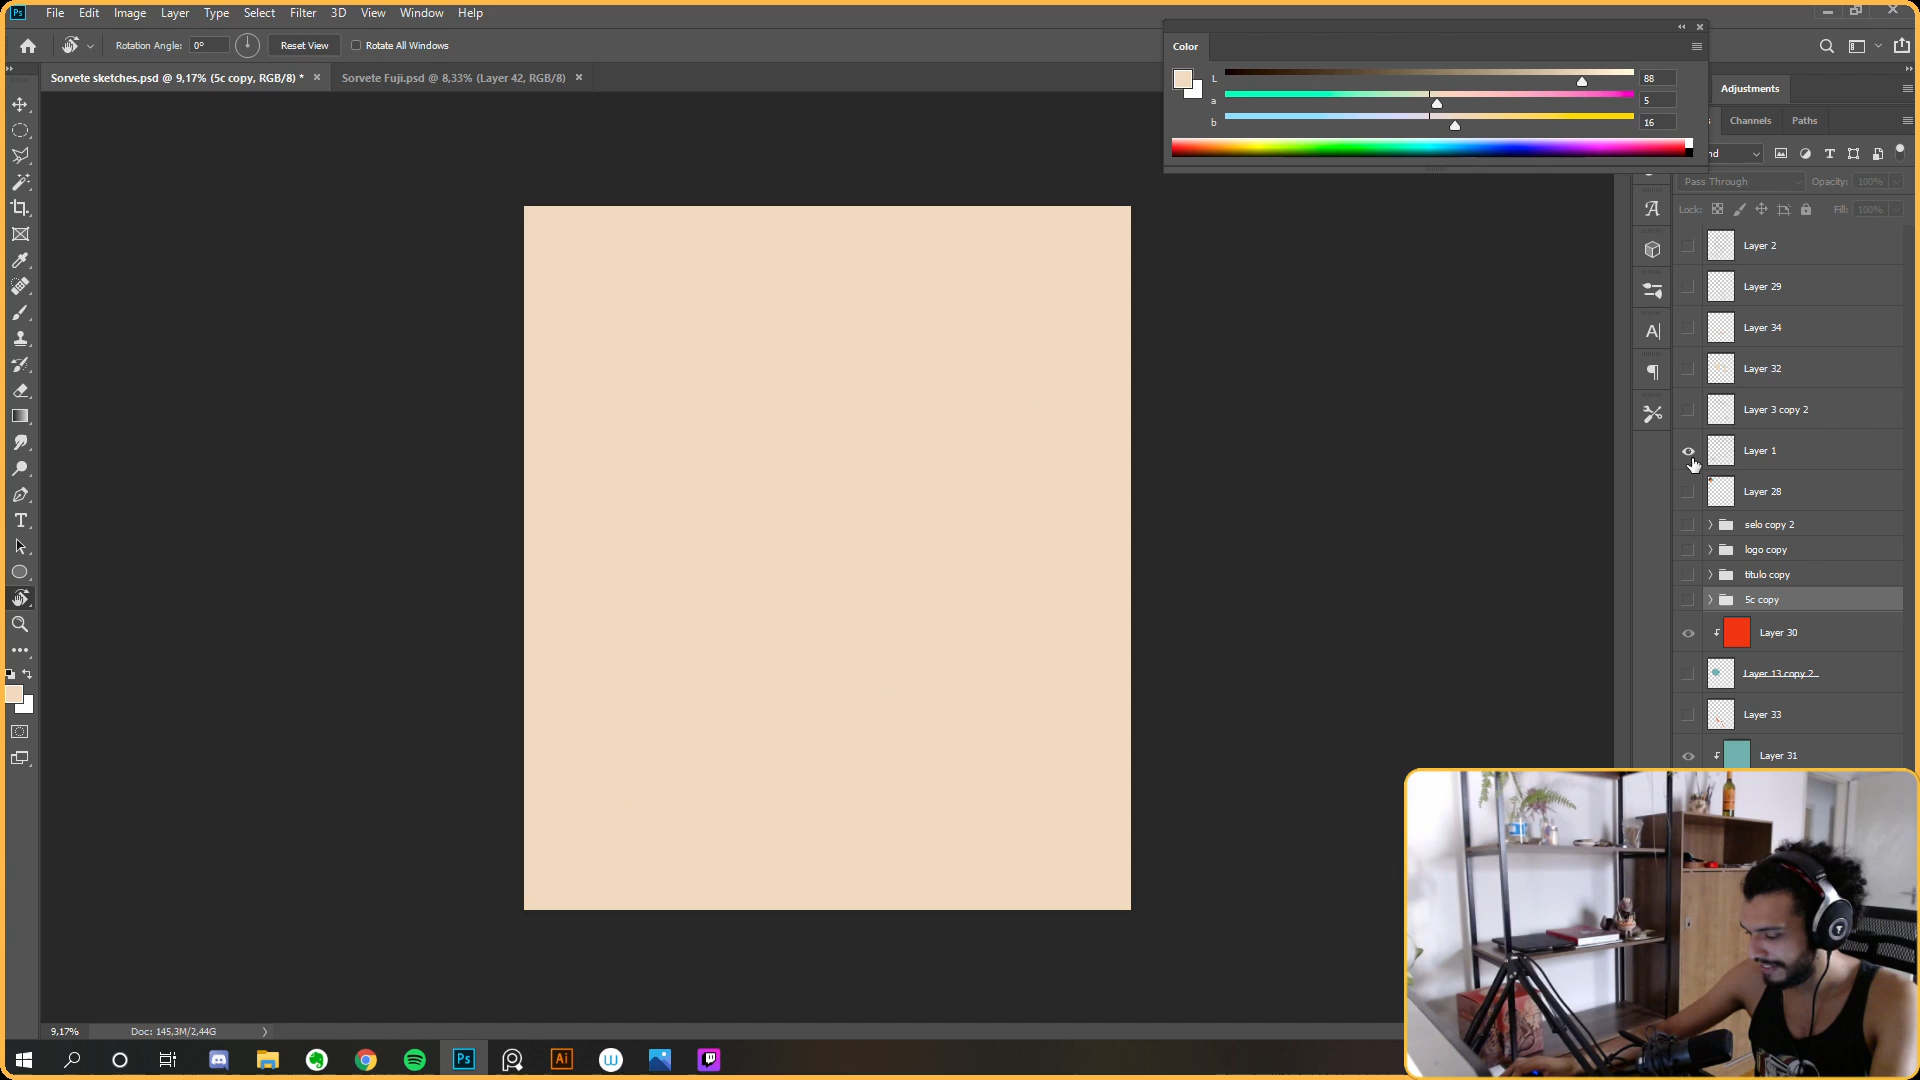 Ps File Edit Image Layer Type Select Filter 3D View Window Help
Rotation Angle: 0° Reset View Rotate All Windows
Sorvete sketches.psd @ 9,17% (5c copy, RGB/8) * × Sorvete Fuji.psd @ 8,33% (Layer 42, RGB/8) ×
Color
L 88
a 5
b 16
Adjustments
Channels Paths
Pass Through Opacity: 100%
Lock: Fill: 100%
Layer 2
Layer 29
Layer 34
Layer 32
Layer 3 copy 2
Layer 1
Layer 28
selo copy 2
logo copy
titulo copy
5c copy
Layer 30
Layer 13 copy 2
Layer 33
Layer 31
9,17% Doc: 145,3M/2,44G
Ps Ai